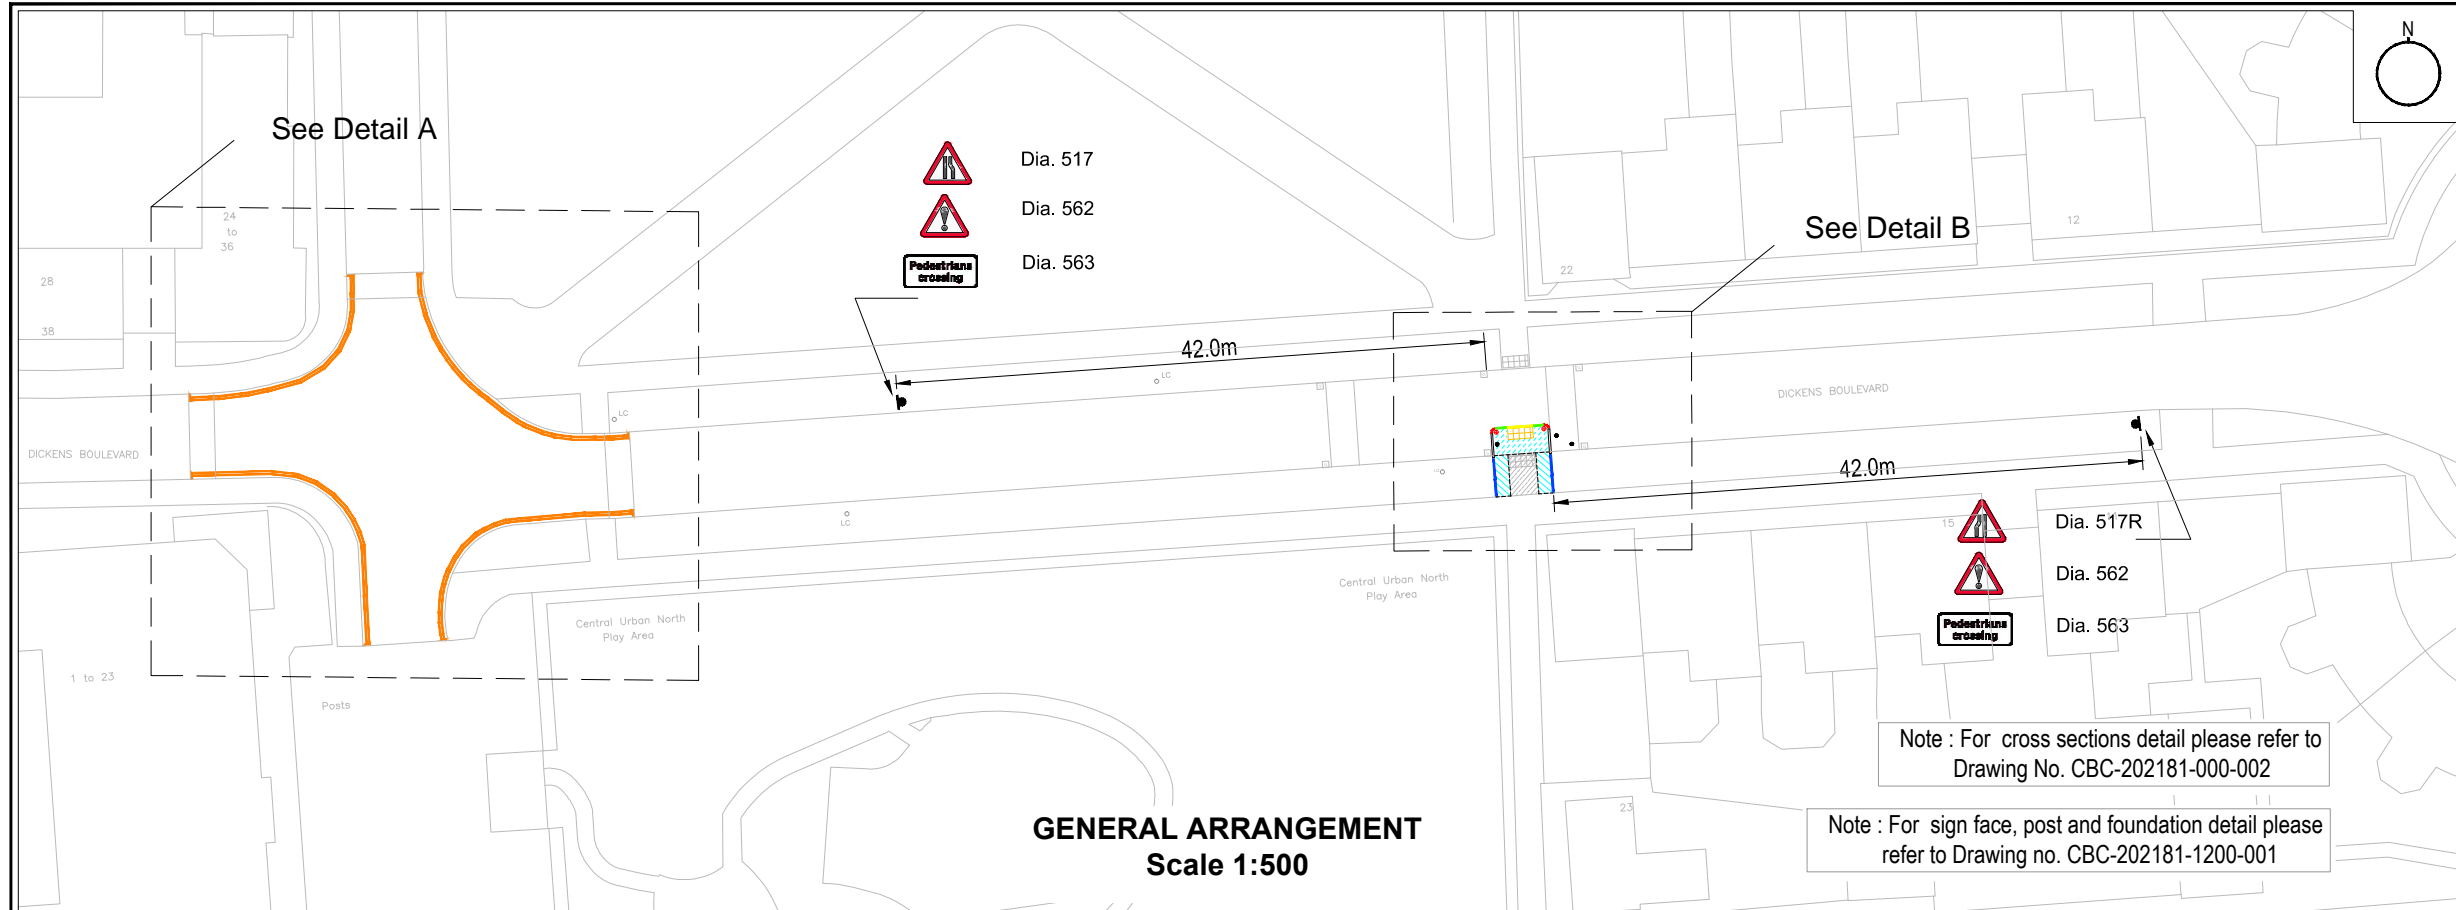 N
See Detail A
Dia. 517
Dia. 562
Pedestrians
crossing
Dia. 563
See Detail B
24
to
36
28
38
12
22
42.0m
LC
LC
DICKENS BOULEVARD
DICKENS BOULEVARD
42.0m
LC
15
Dia. 517R
Dia. 562
Pedestrians
crossing
Dia. 563
Central Urban North
Play Area
Central Urban North
Play Area
1 to 23
Posts
Note : For cross sections detail please refer to
Drawing No. CBC-202181-000-002
23
GENERAL ARRANGEMENT
Scale 1:500
Note : For sign face, post and foundation detail please
refer to Drawing no. CBC-202181-1200-001